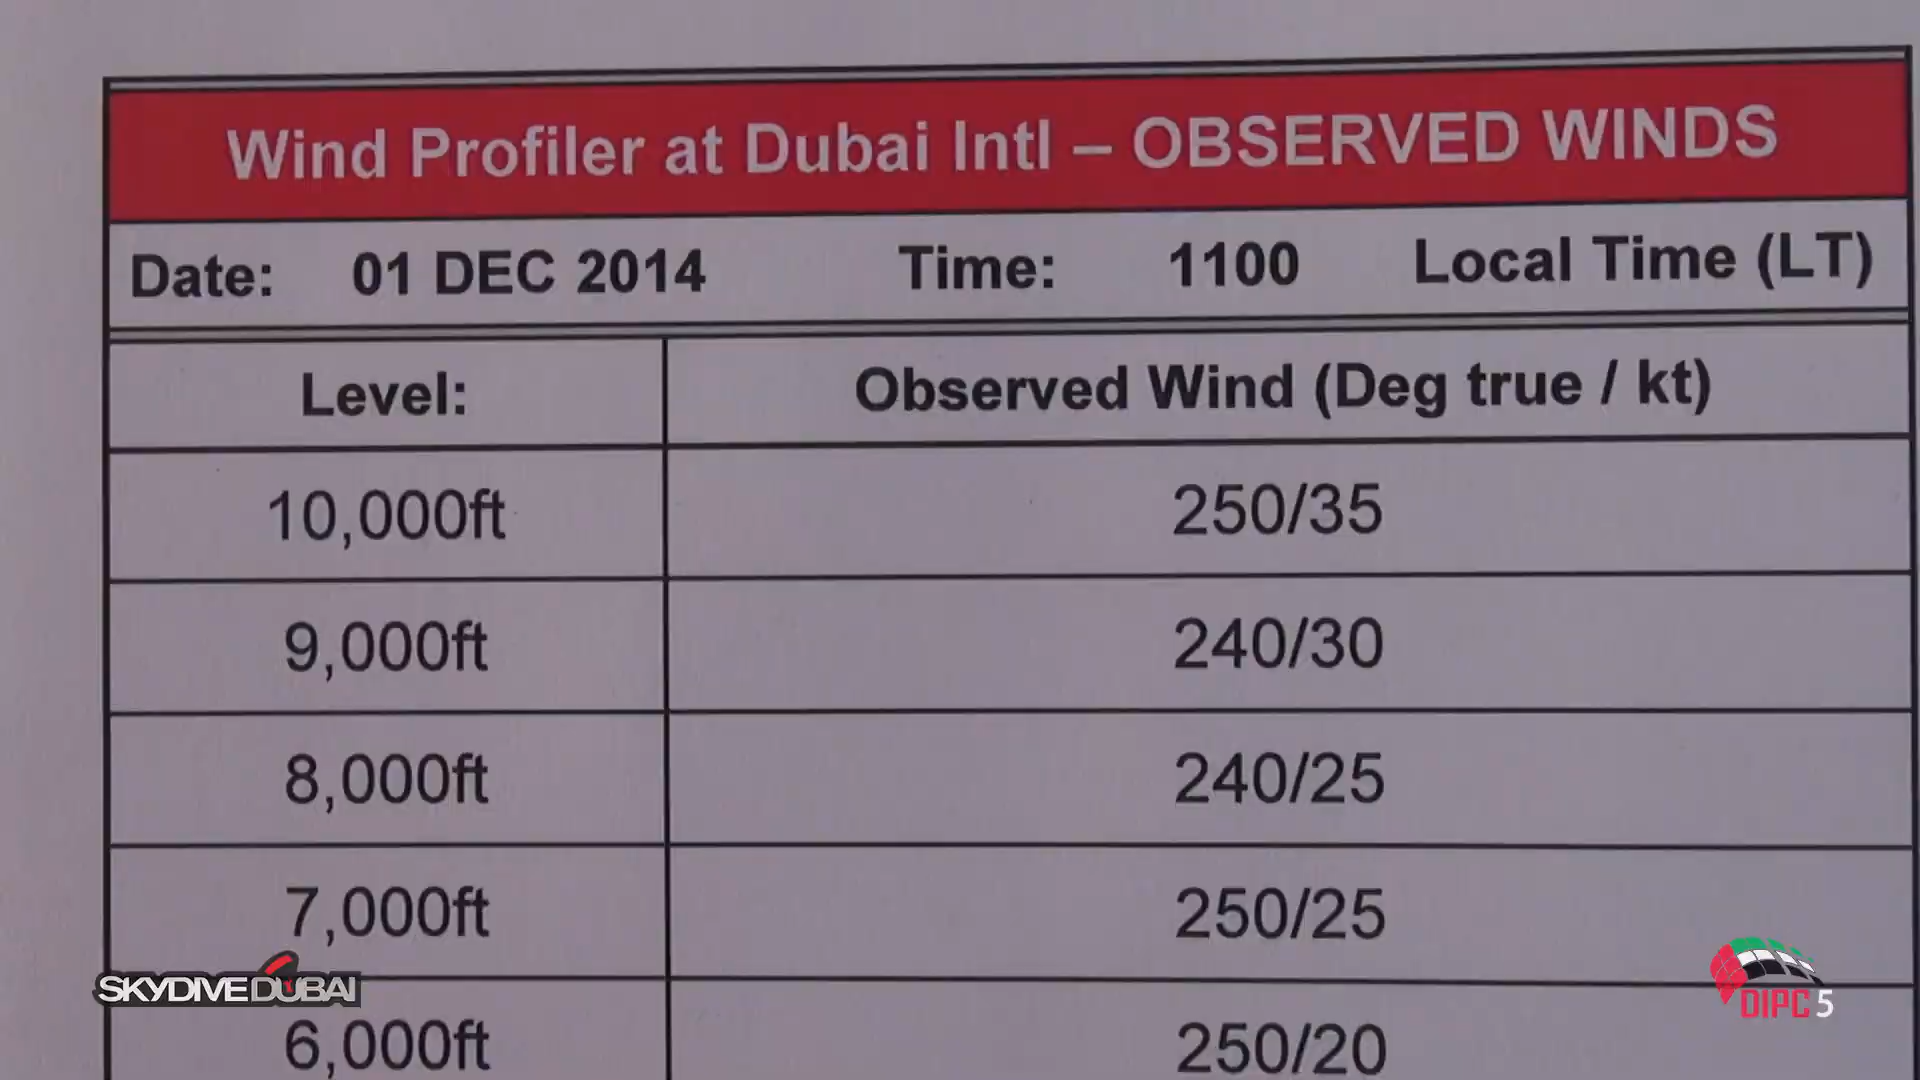 Wind Profiler at Dubai Intl – OBSERVED WINDS
Date: 01 DEC 2014 Time: 1100 Local Time (LT)
Level: Observed Wind (Deg true / kt)
10,000ft 250/35
9,000ft 240/30
8,000ft 240/25
7,000ft 250/25
SKYDIVE DUBAI
DIPC 5
6,000ft 250/20